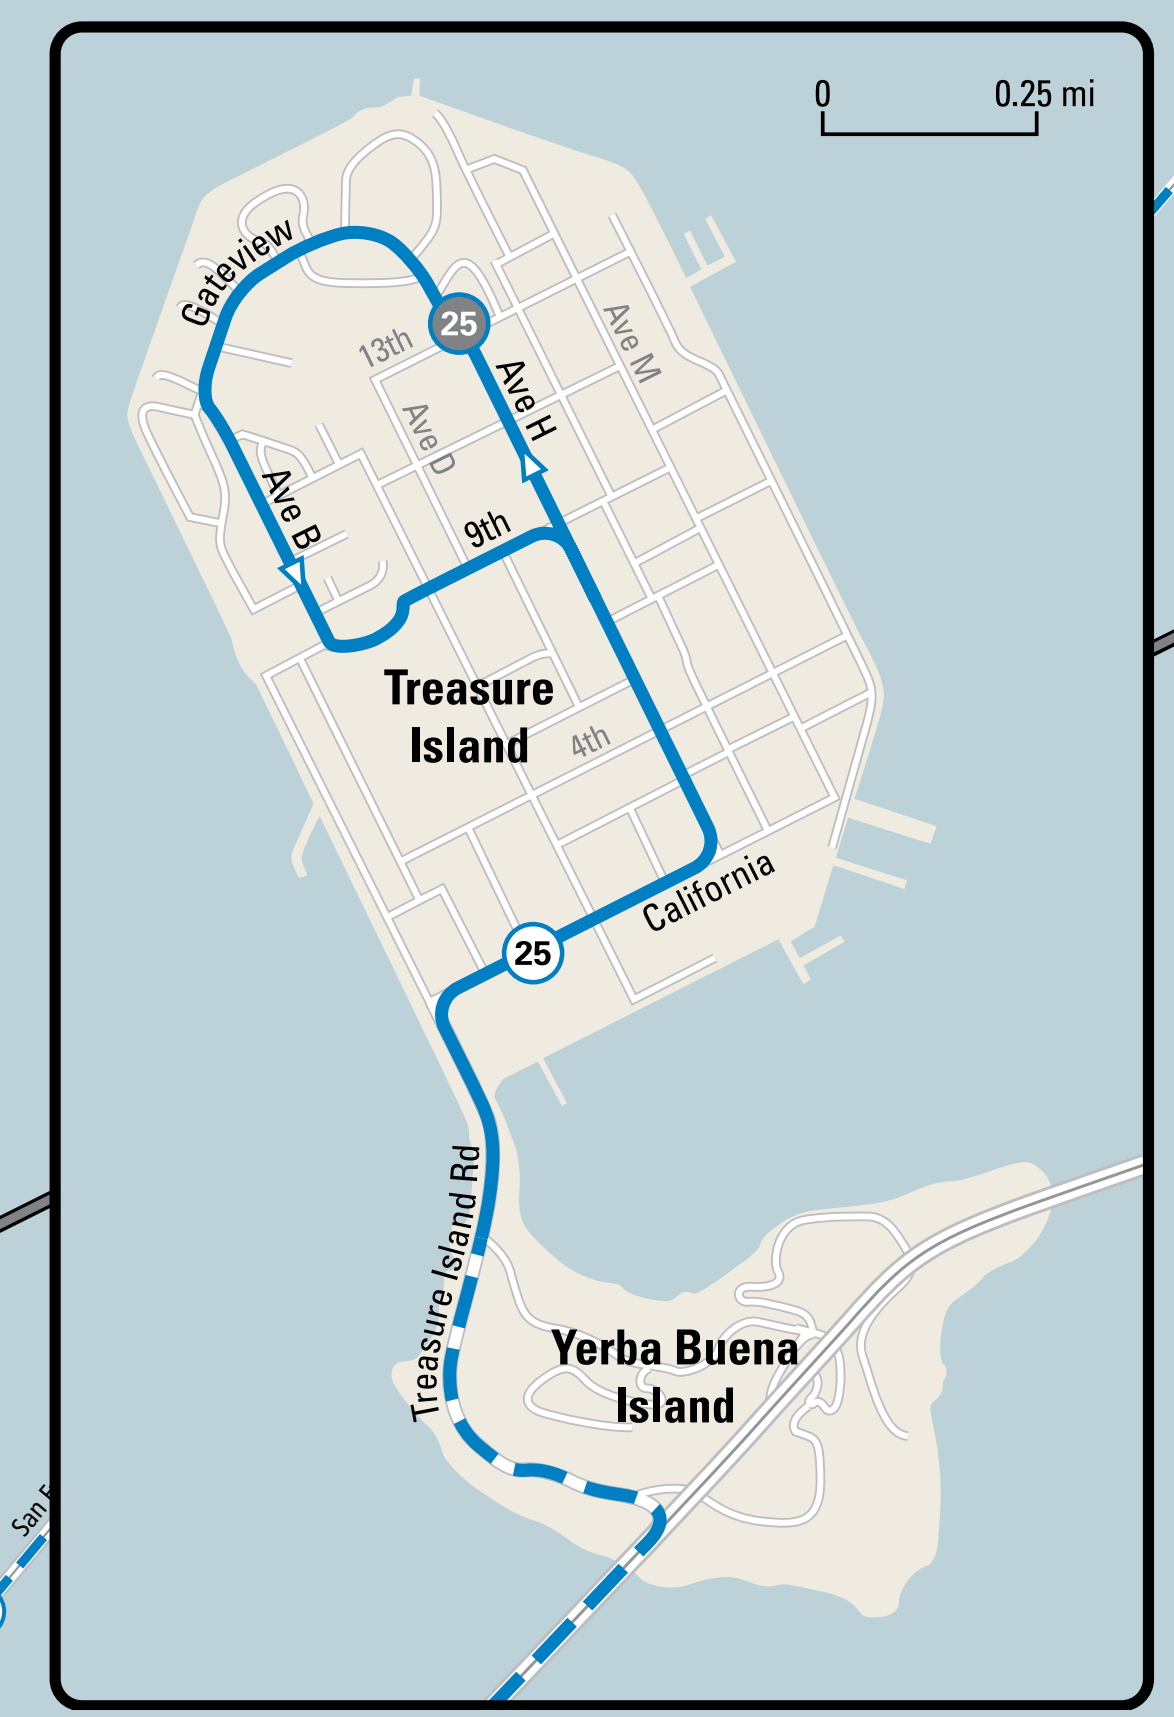 0
0.25 mi
Gateview
25
13th
Ave M
Ave H
Ave D
Ave B
9th
Treasure
Island
4th
California
25
Treasure Island Rd
Yerba Buena
Island
San